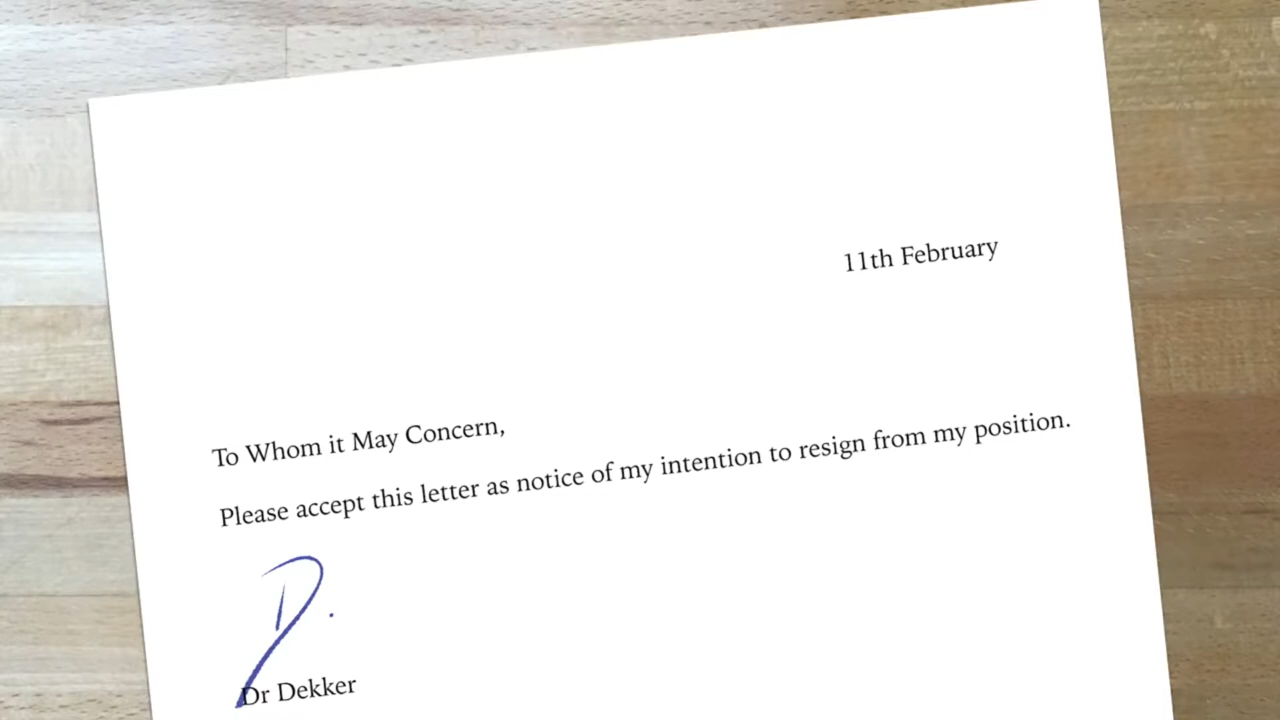 11th February
To Whom it May Concern,
Please accept this letter as notice of my intention to resign from my position.
D.
Dr Dekker